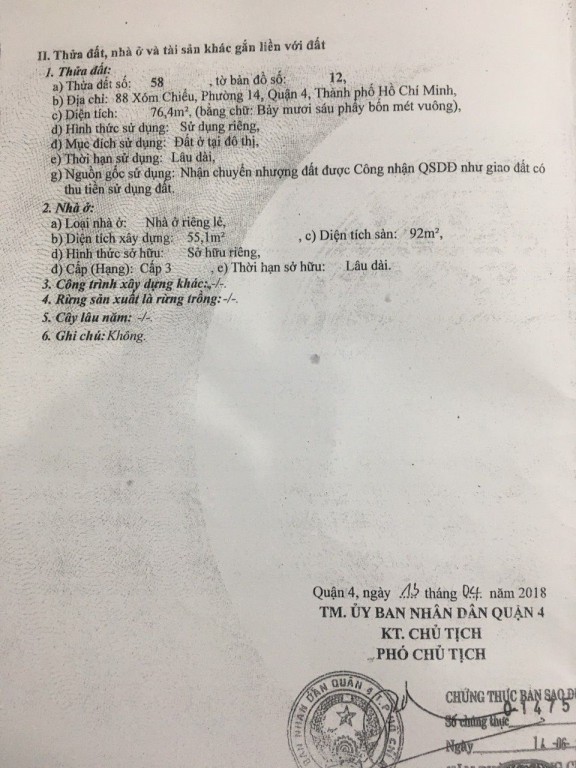 II. Thửa đất, nhà ở và tài sản khác gắn liền với đất
1. Thửa đất:
a) Thửa đất số: 58 , tờ bản đồ số: 12,
b) Địa chỉ: 88 Xóm Chiếu, Phường 14, Quận 4, Thành phố Hồ Chí Minh,
c) Diện tích: 76,4m², (bằng chữ: Bảy mươi sáu phẩy bốn mét vuông),
d) Hình thức sử dụng: Sử dụng riêng,
đ) Mục đích sử dụng: Đất ở tại đô thị,
e) Thời hạn sử dụng: Lâu dài,
g) Nguồn gốc sử dụng: Nhận chuyển nhượng đất được Công nhận QSDĐ như giao đất có
thu tiền sử dụng đất.
2. Nhà ở:
a) Loại nhà ở: Nhà ở riêng lẻ,
b) Diện tích xây dựng: 55,1m² , c) Diện tích sàn: 92m²,
d) Hình thức sở hữu: Sở hữu riêng,
đ) Cấp (Hạng): Cấp 3 , e) Thời hạn sở hữu: Lâu dài.
3. Công trình xây dựng khác:,-/-.
4. Rừng sản xuất là rừng trồng:-/-.
5. Cây lâu năm: -/-.
6. Ghi chú: Không.
Quận 4, ngày 13 tháng 04 năm 2018
TM. ỦY BAN NHÂN DÂN QUẬN 4
KT. CHỦ TỊCH
PHÓ CHỦ TỊCH
BAN NHÂN DÂN QUẬN 4
CHỨNG THỰC BẢN SAO
01475
Số chứng thực
Ngày 14 -06-